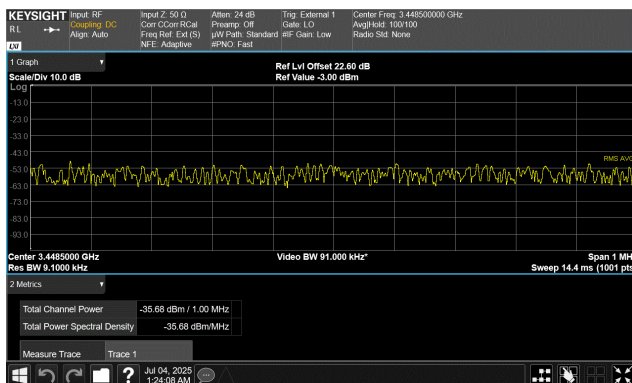 KEYSIGHT Input: RF Input Z: 50 Ω Atten: 24 dB Trig: External 1 Center Freq: 3.448500000 GHz
R L Coupling: DC Corr CCorr RCal Preamp: Off Gate: LO Avg|Hold: 100/100
Align: Auto Freq Ref: Ext (S) µW Path: Standard #IF Gain: Low Radio Std: None
LXI NFE: Adaptive #PNO: Fast
1 Graph
Ref Lvl Offset 22.60 dB
Scale/Div 10.0 dB Ref Value -3.00 dBm
Log
-13.0
-23.0
-33.0
-43.0
RMS AVG
-53.0
-63.0
-73.0
-83.0
-93.0
Center 3.4485000 GHz Video BW 91.000 kHz* Span 1 MH
Res BW 9.1000 kHz Sweep 14.4 ms (1001 pts
2 Metrics
Total Channel Power -35.68 dBm / 1.00 MHz
Total Power Spectral Density -35.68 dBm/MHz
Measure Trace Trace 1
? Jul 04, 2025
1:24:08 AM